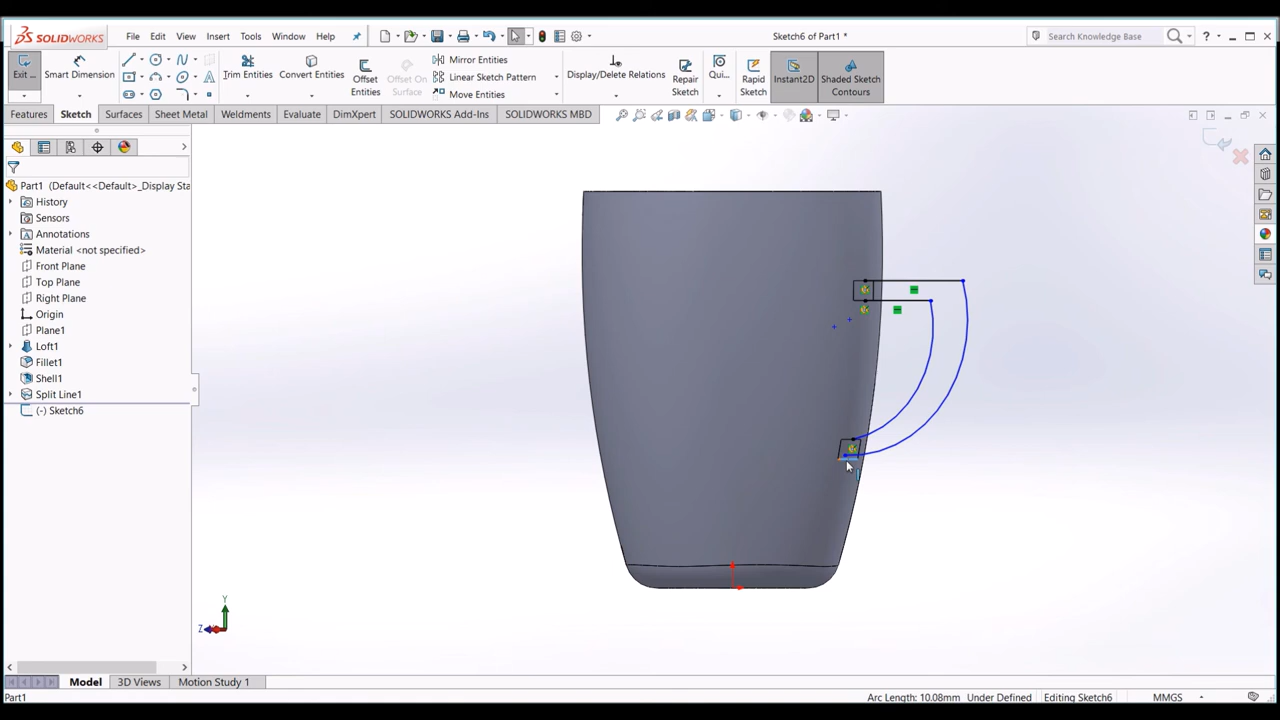 SOLIDWORKS File Edit View Insert Tools Window Help Sketch6 of Part1 * Search Knowledge Base ?
Exit ... Smart Dimension Trim Entities Convert Entities Offset Entities Offset On Surface Mirror Entities Linear Sketch Pattern Move Entities Display/Delete Relations Repair Sketch Qui... Rapid Sketch Instant2D Shaded Sketch Contours
Features Sketch Surfaces Sheet Metal Weldments Evaluate DimXpert SOLIDWORKS Add-Ins SOLIDWORKS MBD
Part1 (Default<<Default>_Display Sta
History
Sensors
Annotations
Material <not specified>
Front Plane
Top Plane
Right Plane
Origin
Plane1
Loft1
Fillet1
Shell1
Split Line1
(-) Sketch6
Y
Z
Model 3D Views Motion Study 1
Part1 Arc Length: 10.08mm Under Defined Editing Sketch6 MMGS